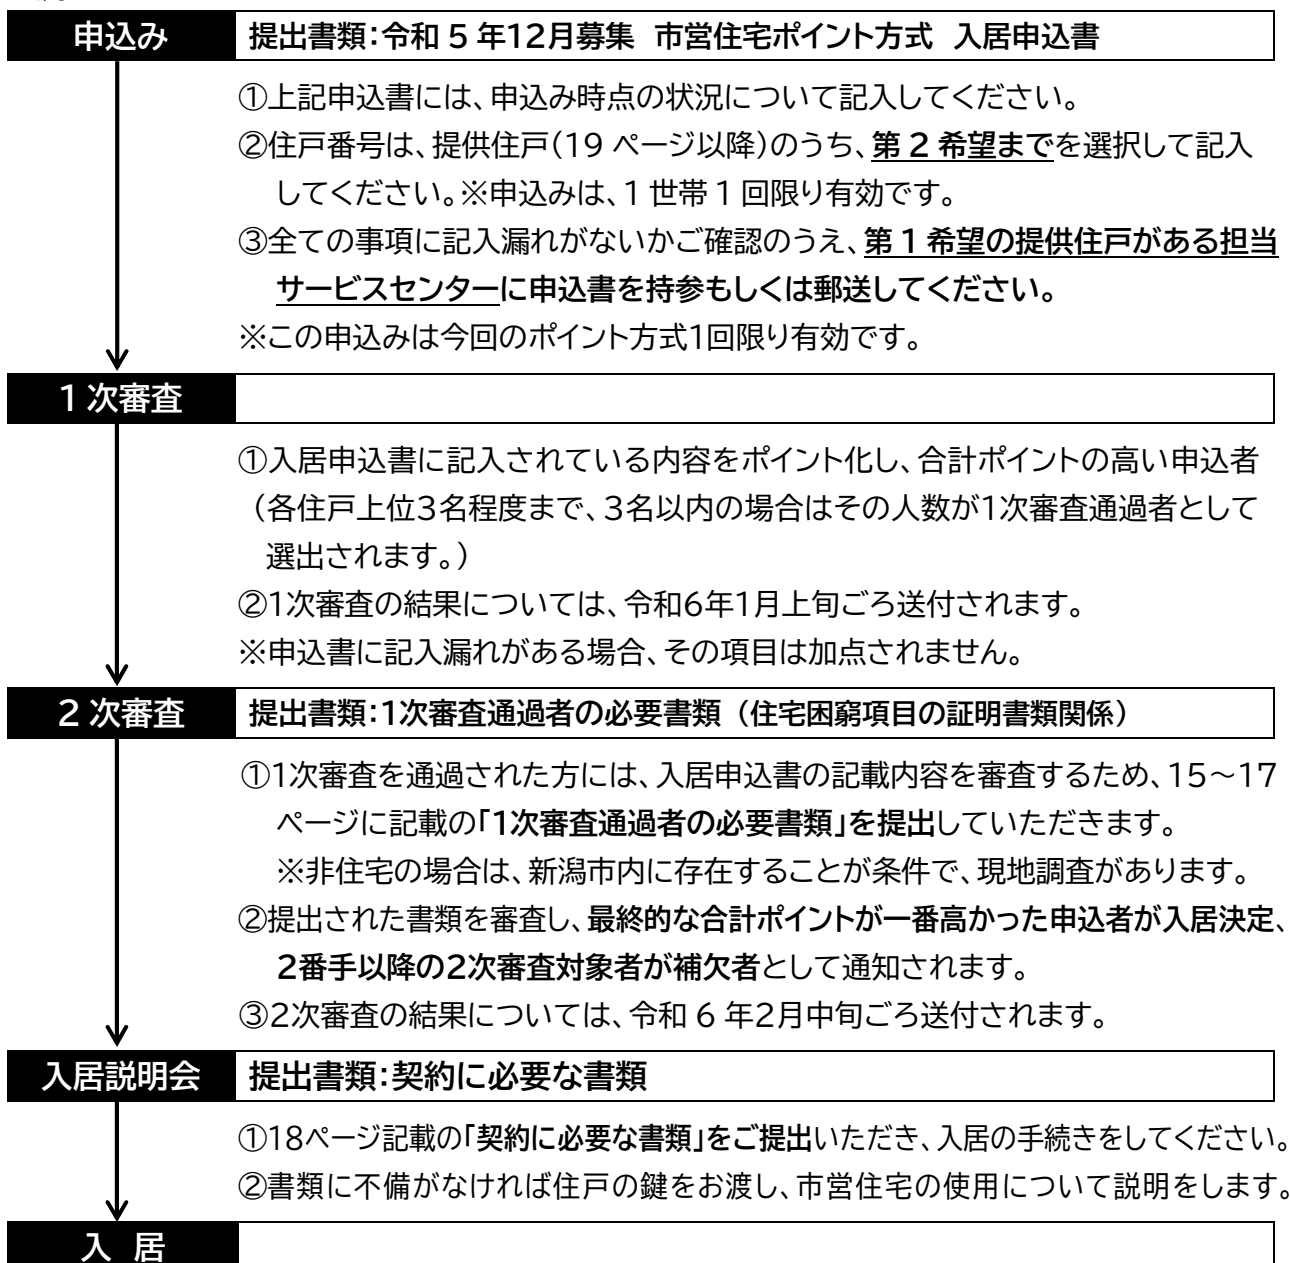 申込み 提出書類：令和５年12月募集 市営住宅ポイント方式 入居申込書
①上記申込書には、申込み時点の状況について記入してください。
②住戸番号は、提供住戸（19 ページ以降）のうち、第 2 希望までを選択して記入
してください。※申込みは、1 世帯 1 回限り有効です。
③全ての事項に記入漏れがないかご確認のうえ、第 1 希望の提供住戸がある担当
サービスセンターに申込書を持参もしくは郵送してください。
※この申込みは今回のポイント方式1回限り有効です。
1 次審査
①入居申込書に記入されている内容をポイント化し、合計ポイントの高い申込者
（各住戸上位3名程度まで、3名以内の場合はその人数が1次審査通過者として
選出されます。）
②1次審査の結果については、令和6年1月上旬ごろ送付されます。
※申込書に記入漏れがある場合、その項目は加点されません。
2 次審査 提出書類：1次審査通過者の必要書類（住宅困窮項目の証明書類関係）
①1次審査を通過された方には、入居申込書の記載内容を審査するため、15～17
ページに記載の「1次審査通過者の必要書類」を提出していただきます。
※非住宅の場合は、新潟市内に存在することが条件で、現地調査があります。
②提出された書類を審査し、最終的な合計ポイントが一番高かった申込者が入居決定、
2番手以降の2次審査対象者が補欠者として通知されます。
③2次審査の結果については、令和 6 年2月中旬ごろ送付されます。
入居説明会 提出書類：契約に必要な書類
①18ページ記載の「契約に必要な書類」をご提出いただき、入居の手続きをしてください。
②書類に不備がなければ住戸の鍵をお渡し、市営住宅の使用について説明をします。
入 居